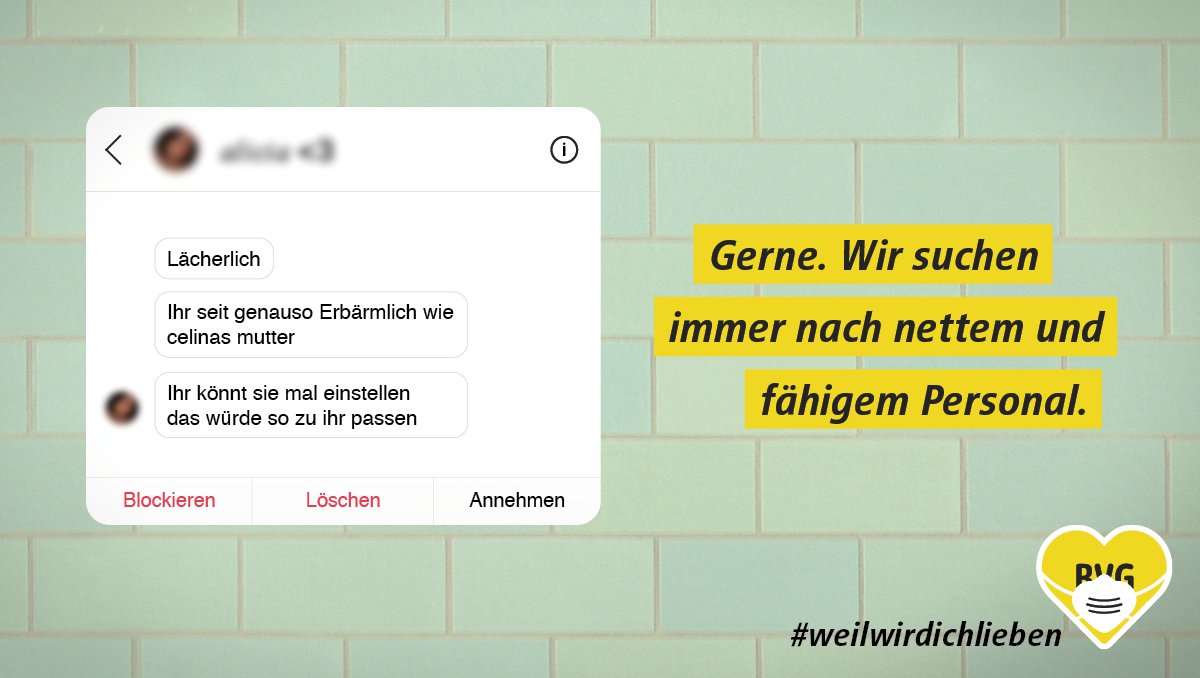 Lächerlich
Ihr seit genauso Erbärmlich wie
celinas mutter
Ihr könnt sie mal einstellen
das würde so zu ihr passen
Blockieren Löschen Annehmen
Gerne. Wir suchen
immer nach nettem und
fähigem Personal.
BVG
#weilwirdichlieben